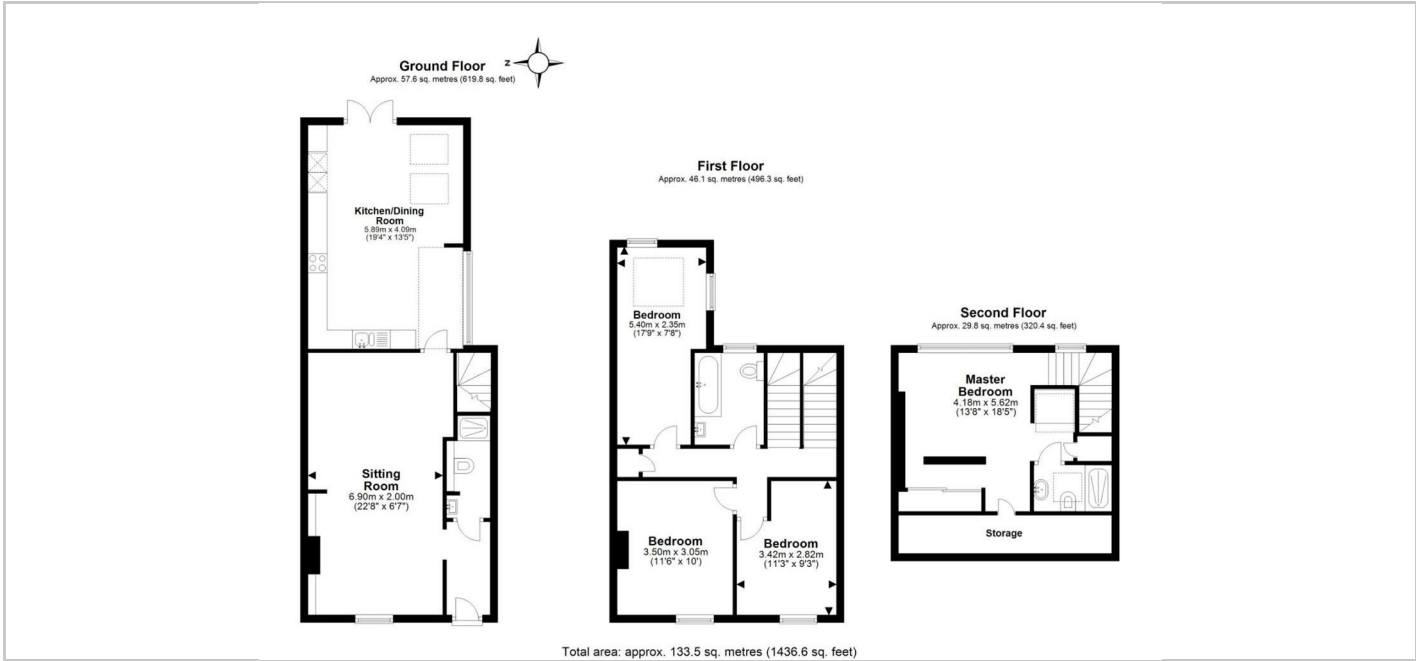 Ground Floor
Approx. 57.6 sq. metres (619.8 sq. feet)
Z
Kitchen/Dining
Room
5.89m x 4.09m
(19'4" x 13'5")
Sitting
Room
6.90m x 2.00m
(22'8" x 6'7")
First Floor
Approx. 46.1 sq. metres (496.3 sq. feet)
Bedroom
5.40m x 2.35m
(17'9" x 7'8")
Bedroom
3.50m x 3.05m
(11'6" x 10')
Bedroom
3.42m x 2.82m
(11'3" x 9'3")
Second Floor
Approx. 29.8 sq. metres (320.4 sq. feet)
Master
Bedroom
4.18m x 5.62m
(13'8" x 18'5")
Storage
Total area: approx. 133.5 sq. metres (1436.6 sq. feet)